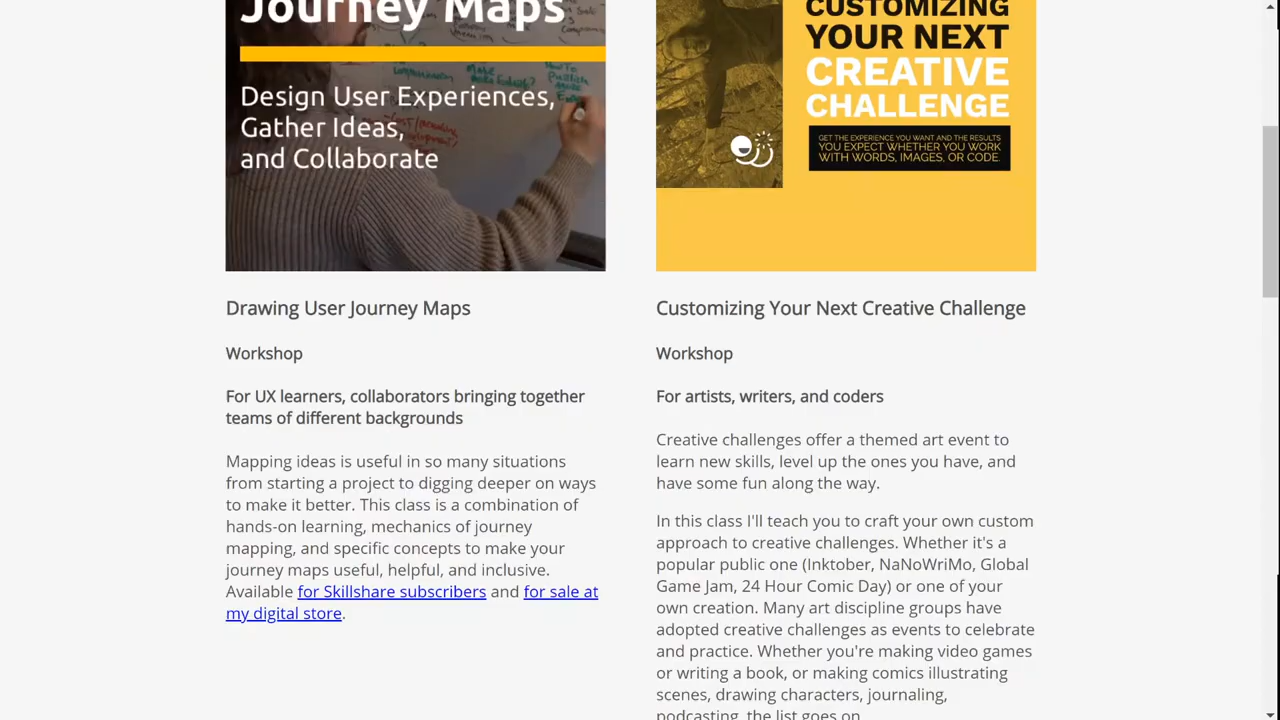 Journey Maps
Design User Experiences,
Gather Ideas,
and Collaborate
Drawing User Journey Maps
Workshop
For UX learners, collaborators bringing together
teams of different backgrounds
Mapping ideas is useful in so many situations
from starting a project to digging deeper on ways
to make it better. This class is a combination of
hands-on learning, mechanics of journey
mapping, and specific concepts to make your
journey maps useful, helpful, and inclusive.
Available for Skillshare subscribers and for sale at
my digital store.
CUSTOMIZING
YOUR NEXT
CREATIVE
CHALLENGE
GET THE EXPERIENCE YOU WANT AND THE RESULTS
YOU EXPECT WHETHER YOU WORK
WITH WORDS, IMAGES, OR CODE.
Customizing Your Next Creative Challenge
Workshop
For artists, writers, and coders
Creative challenges offer a themed art event to
learn new skills, level up the ones you have, and
have some fun along the way.
In this class I'll teach you to craft your own custom
approach to creative challenges. Whether it's a
popular public one (Inktober, NaNoWriMo, Global
Game Jam, 24 Hour Comic Day) or one of your
own creation. Many art discipline groups have
adopted creative challenges as events to celebrate
and practice. Whether you're making video games
or writing a book, or making comics illustrating
scenes, drawing characters, journaling,
podcasting, the list goes on